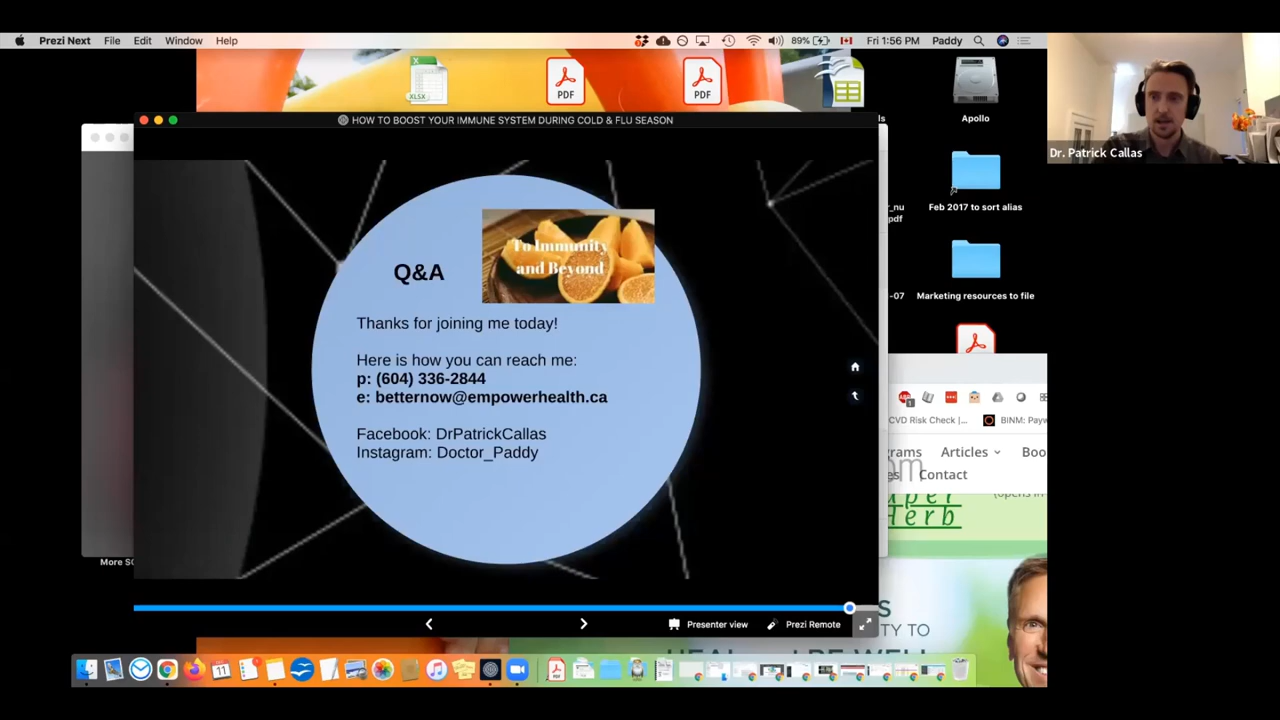 Prezi Next File Edit Window Help
89% Fri 1:56 PM Paddy
XLSX
PDF
PDF
Apollo
Dr. Patrick Callas
HOW TO BOOST YOUR IMMUNE SYSTEM DURING COLD & FLU SEASON
Feb 2017 to sort alias
Marketing resources to file
To Immunity
and Beyond
Q&A
Thanks for joining me today!
Here is how you can reach me:
p: (604) 336-2844
e: betternow@empowerhealth.ca
Facebook: DrPatrickCallas
Instagram: Doctor_Paddy
CVD Risk Check |...
Articles
Contact
Herb
Presenter view
Prezi Remote
11